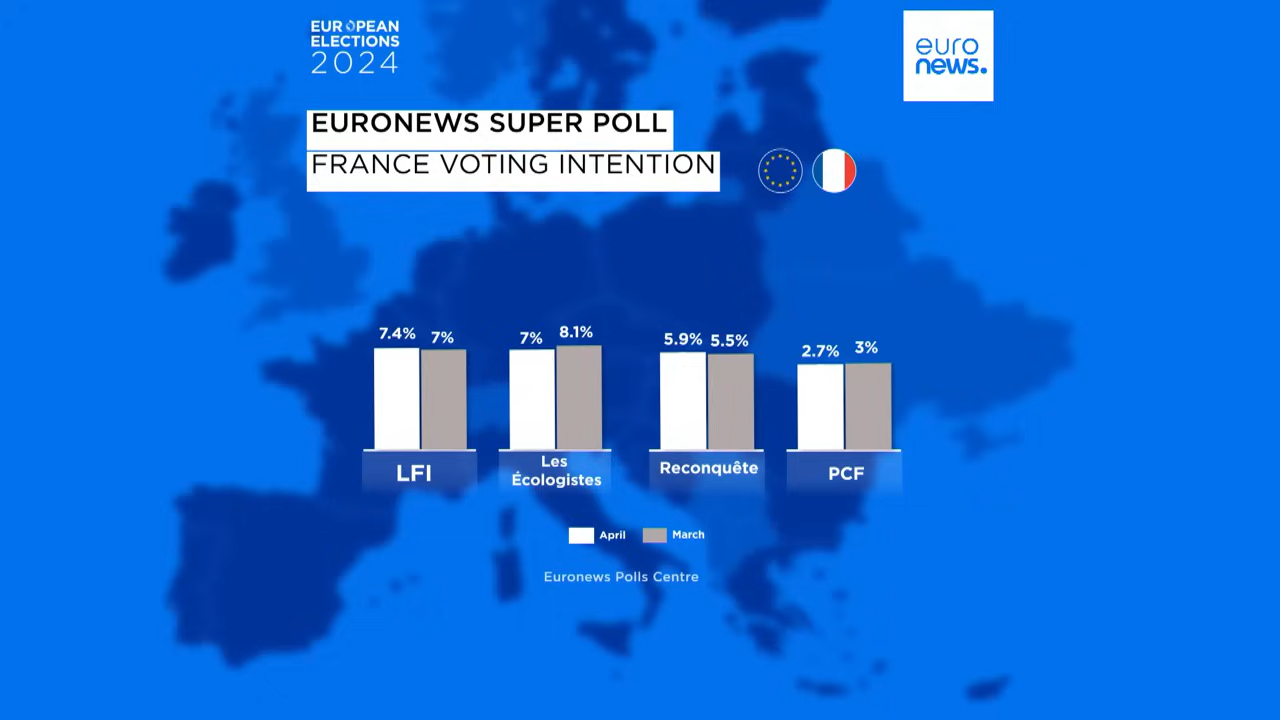 EUROPEAN
ELECTIONS
2024
euro
news.
EURONEWS SUPER POLL
FRANCE VOTING INTENTION
7.4% 7%
7% 8.1%
5.9% 5.5%
2.7% 3%
LFI
Les
Écologistes
Reconquête
PCF
April March
Euronews Polls Centre